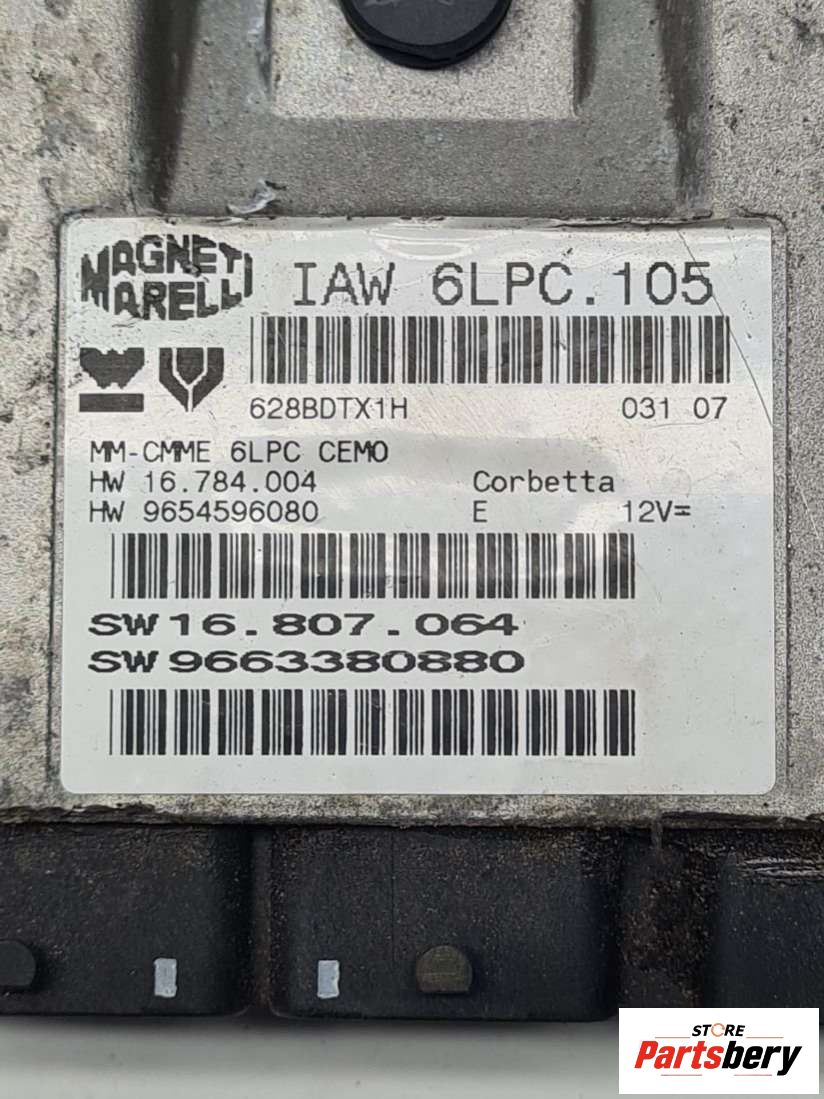 MAGNETI
MARELLI
IAW 6LPC.105
628BDTX1H 031 07
MM-CMME 6LPC CEM0
HW 16.784.004 Corbetta
HW 9654596080 E 12V=
SW 16.807.064
SW 9663380880
STORE
Partsbery